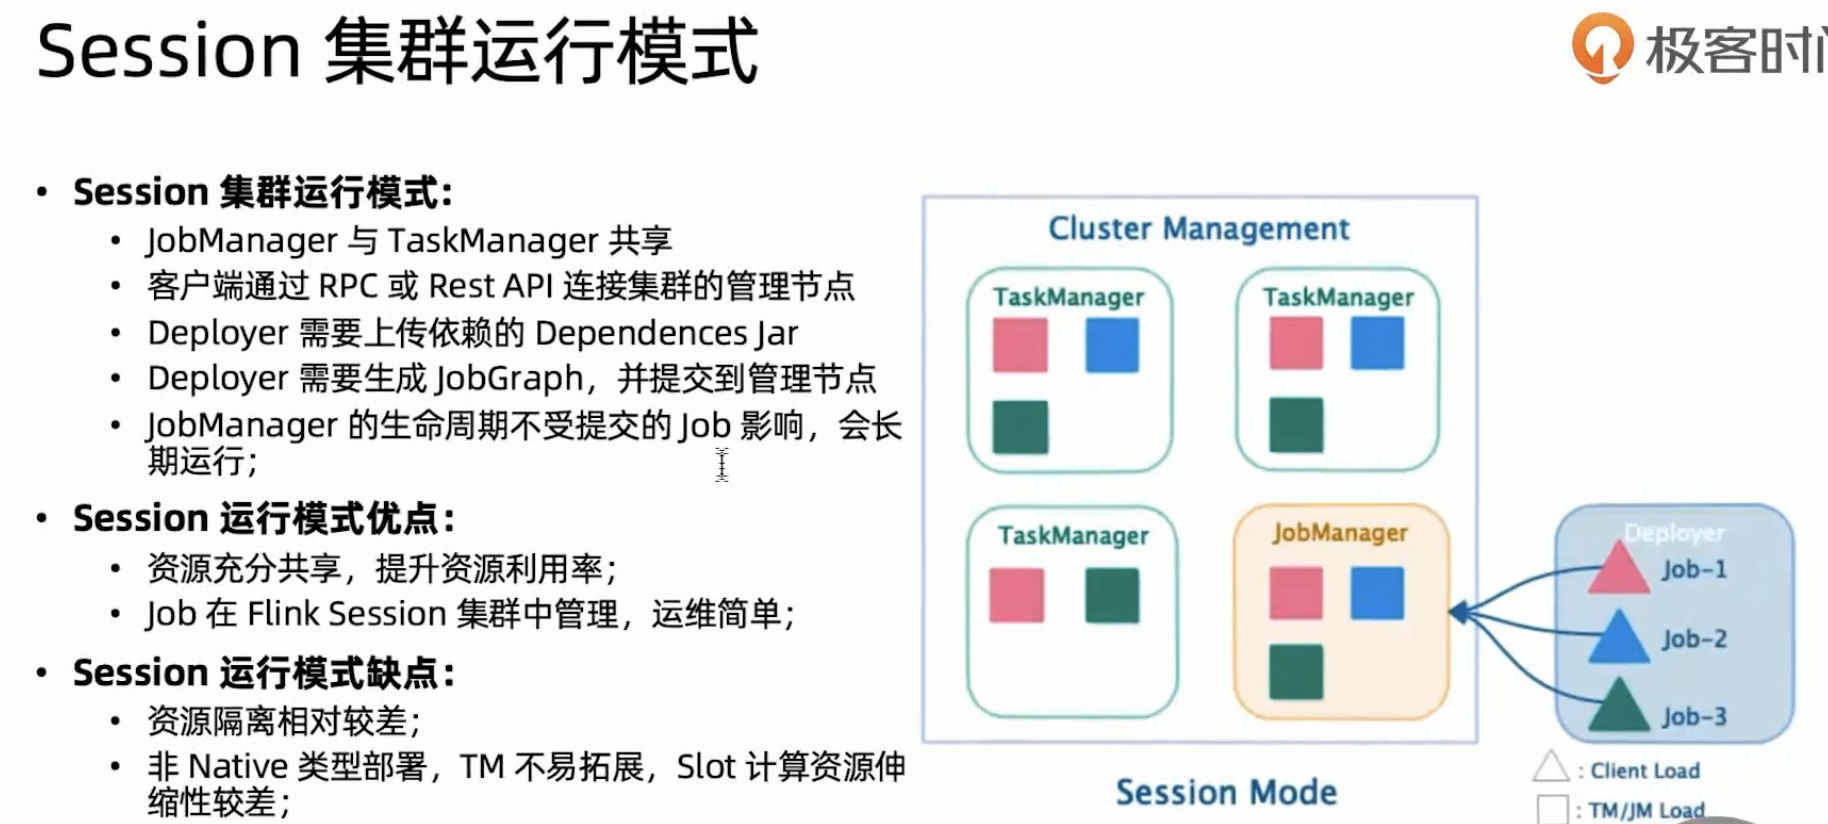 Session 集群运行模式
极客时间
• Session 集群运行模式：
• JobManager 与 TaskManager 共享
• 客户端通过 RPC 或 Rest API 连接集群的管理节点
• Deployer 需要上传依赖的 Dependences Jar
• Deployer 需要生成 JobGraph，并提交到管理节点
• JobManager 的生命周期不受提交的 Job 影响，会长
期运行；
• Session 运行模式优点：
• 资源充分共享，提升资源利用率；
• Job 在 Flink Session 集群中管理，运维简单；
• Session 运行模式缺点：
• 资源隔离相对较差；
• 非 Native 类型部署，TM 不易拓展，Slot 计算资源伸
缩性较差；
Cluster Management
TaskManager
TaskManager
TaskManager
JobManager
Deployer
Job-1
Job-2
Job-3
Session Mode
: Client Load
: TM/JM Load